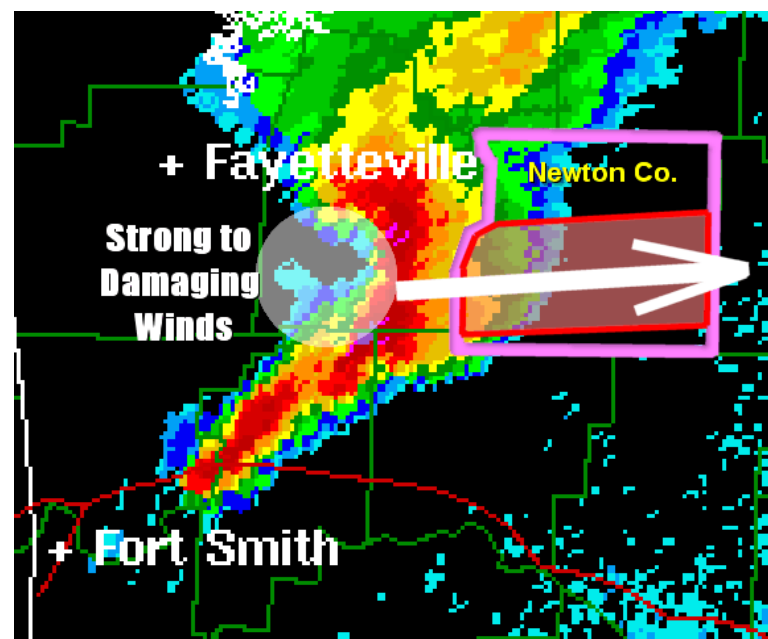 + Fayetteville
Newton Co.
Strong to
Damaging
Winds
+ Fort Smith